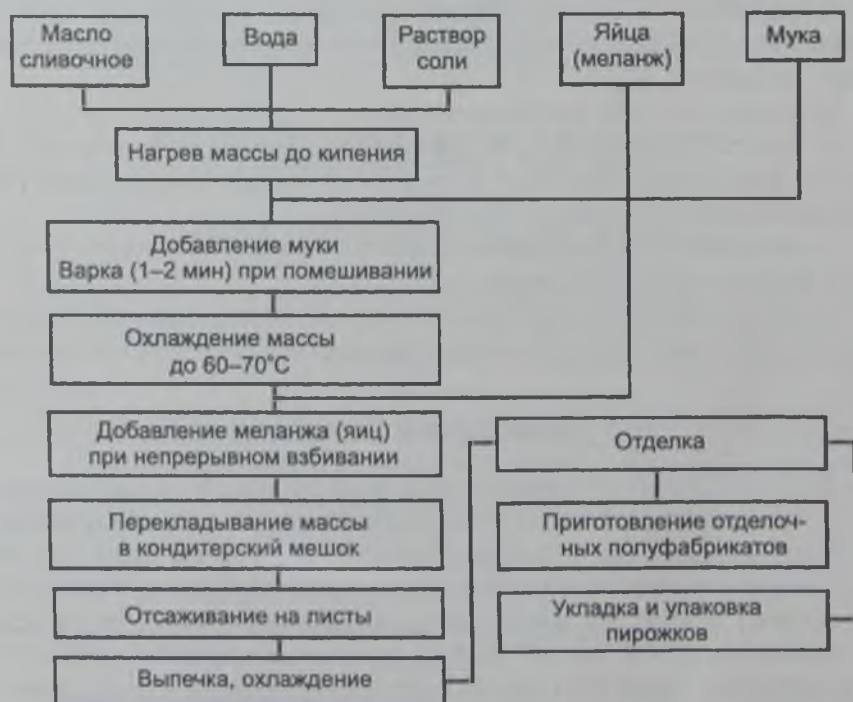 Масло
сливочное
Вода
Раствор
соли
Яйца
(меланж)
Мука
Нагрев массы до кипения
Добавление муки
Варка (1–2 мин) при помешивании
Охлаждение массы
до 60–70°С
Добавление меланжа (яиц)
при непрерывном взбивании
Перекладывание массы
в кондитерский мешок
Отсаживание на листы
Выпечка, охлаждение
Отделка
Приготовление отделоч-
ных полуфабрикатов
Укладка и упаковка
пирожков